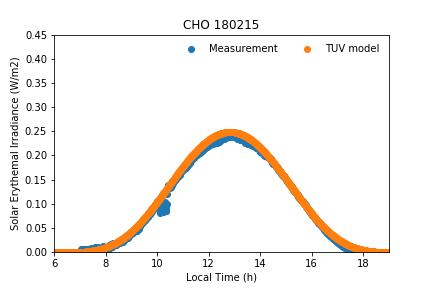 CHO 180215
Measurement TUV model
Solar Erythemal Irradiance (W/m2)
0.45
0.40
0.35
0.30
0.25
0.20
0.15
0.10
0.05
0.00
6 8 10 12 14 16 18
Local Time (h)